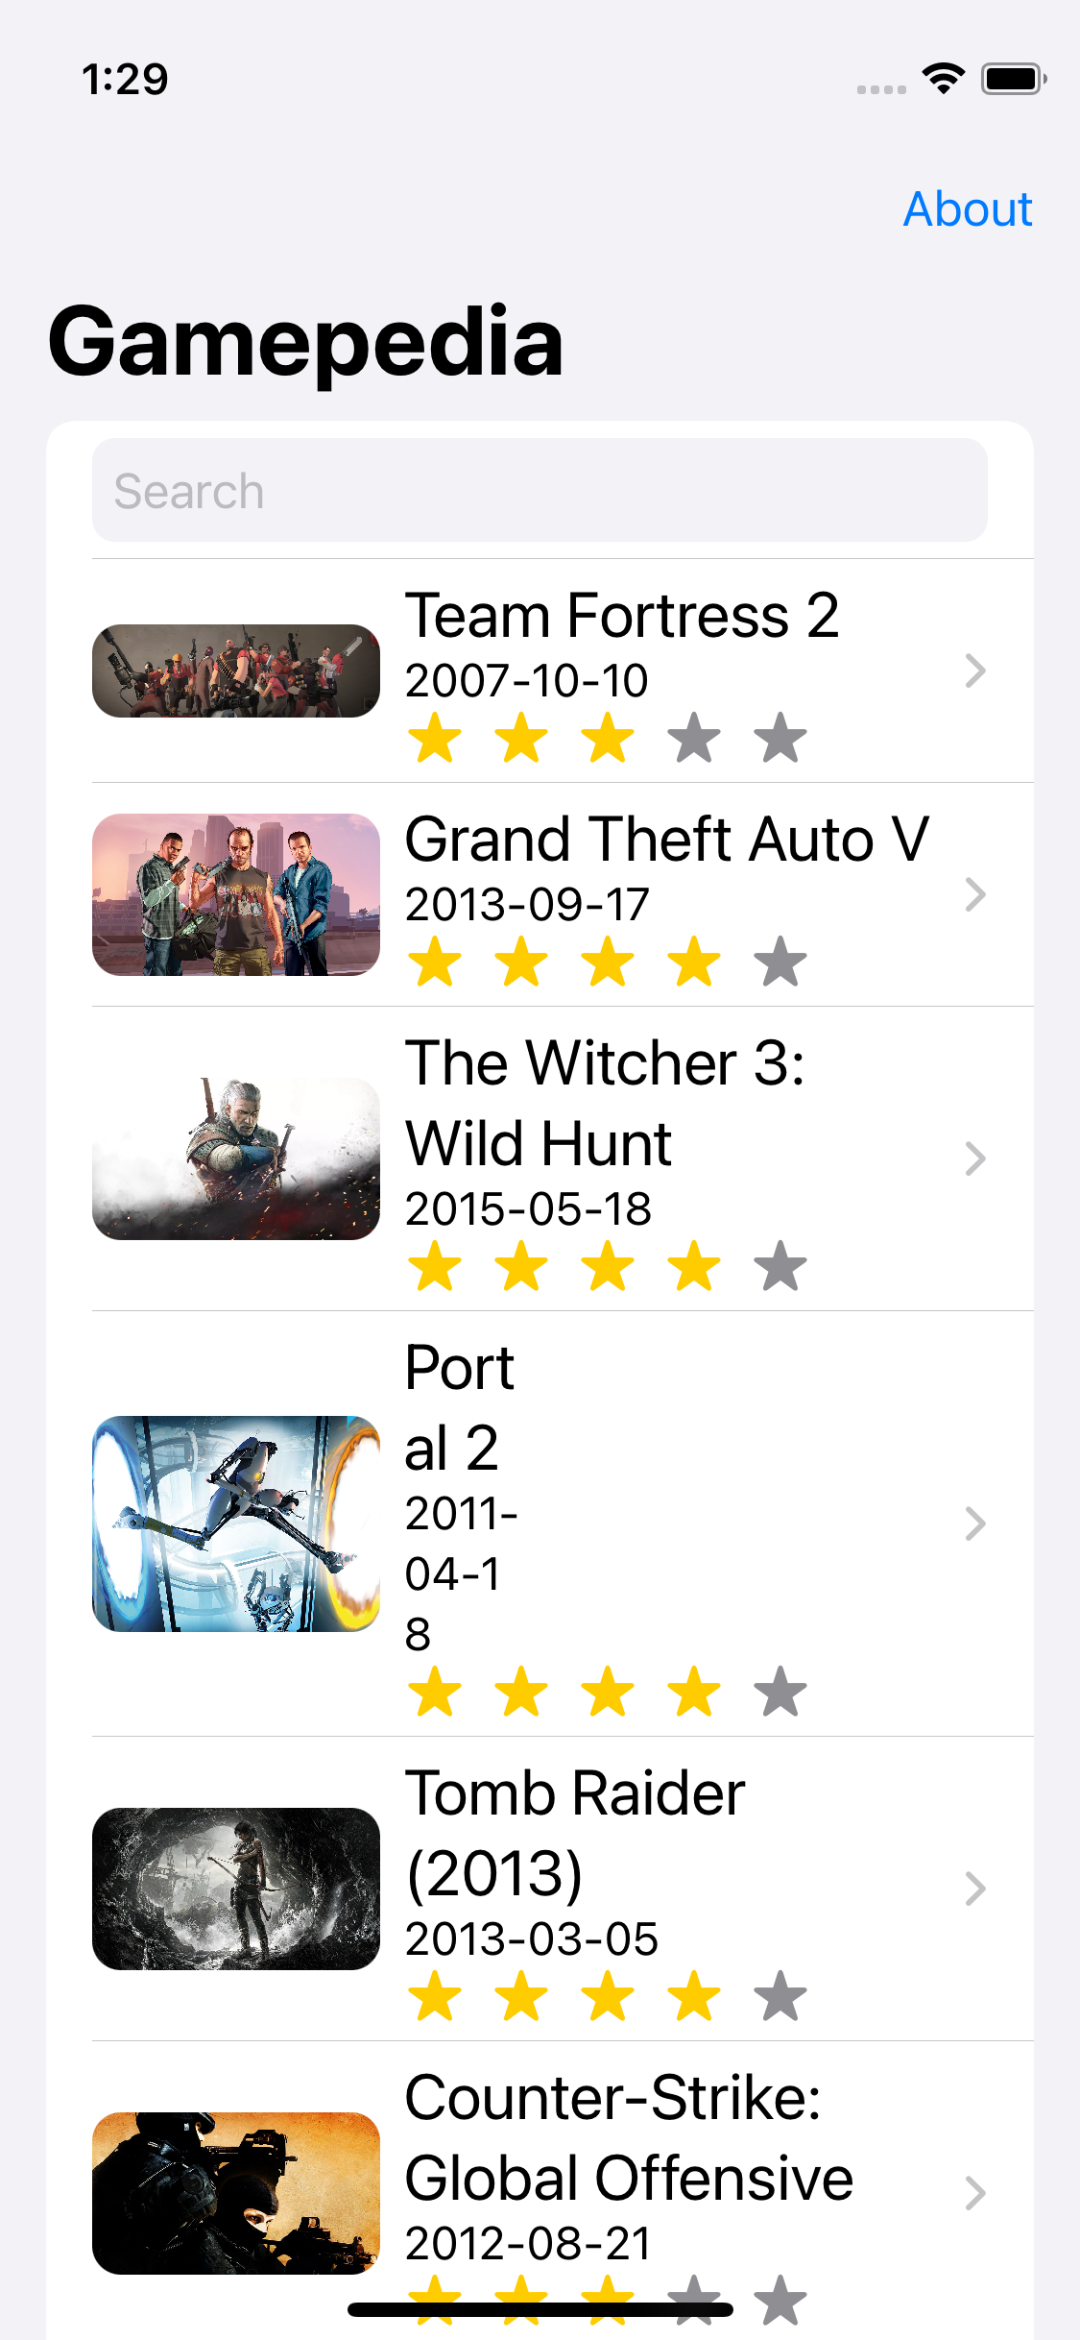 1:29
About
Gamepedia
Search
Team Fortress 2
2007-10-10
Grand Theft Auto V
2013-09-17
The Witcher 3:
Wild Hunt
2015-05-18
Port
al 2
2011-
04-1
8
Tomb Raider
(2013)
2013-03-05
Counter-Strike:
Global Offensive
2012-08-21